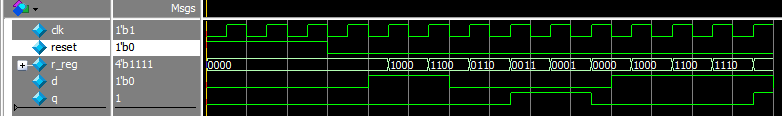 Msgs
clk 1'b1
reset 1'b0
r_reg 4'b1111 0000 1000 1100 0110 0011 0001 0000 1000 1100 1110
d 1'b0
q 1